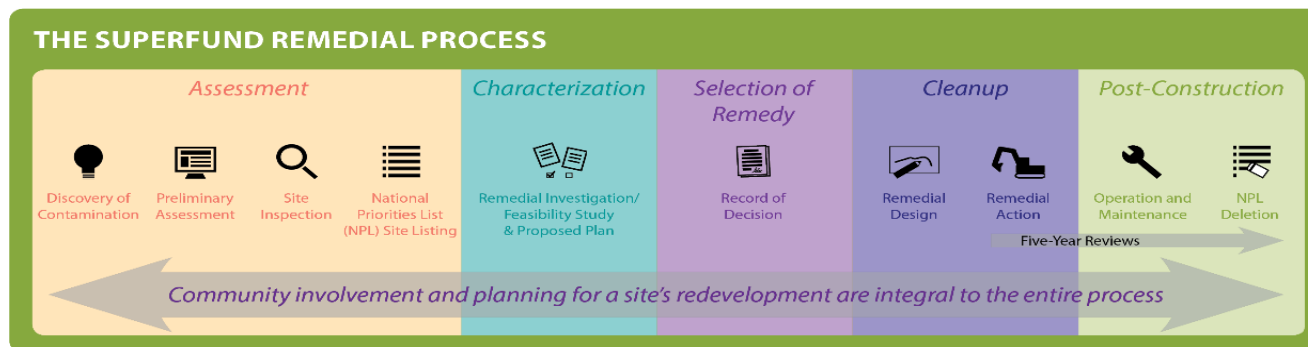 THE SUPERFUND REMEDIAL PROCESS
Assessment
Discovery of
Contamination
Preliminary
Assessment
Site
Inspection
National
Priorities List
(NPL) Site Listing
Characterization
Remedial Investigation/
Feasibility Study
& Proposed Plan
Selection of
Remedy
Record of
Decision
Cleanup
Remedial
Design
Remedial
Action
Post-Construction
Operation and
Maintenance
NPL
Deletion
Five-Year Reviews
Community involvement and planning for a site's redevelopment are integral to the entire process